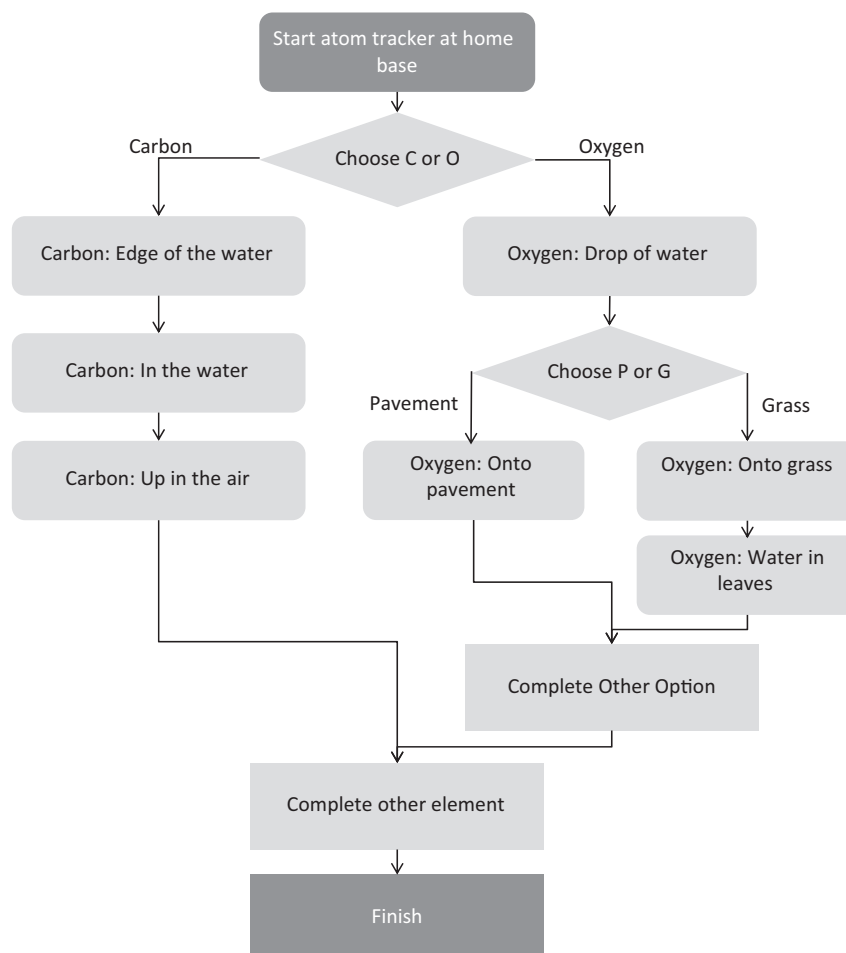 Start atom tracker at home
base
Carbon
Choose C or O
Oxygen
Carbon: Edge of the water
Oxygen: Drop of water
Carbon: In the water
Choose P or G
Pavement
Grass
Carbon: Up in the air
Oxygen: Onto
pavement
Oxygen: Onto grass
Oxygen: Water in
leaves
Complete Other Option
Complete other element
Finish